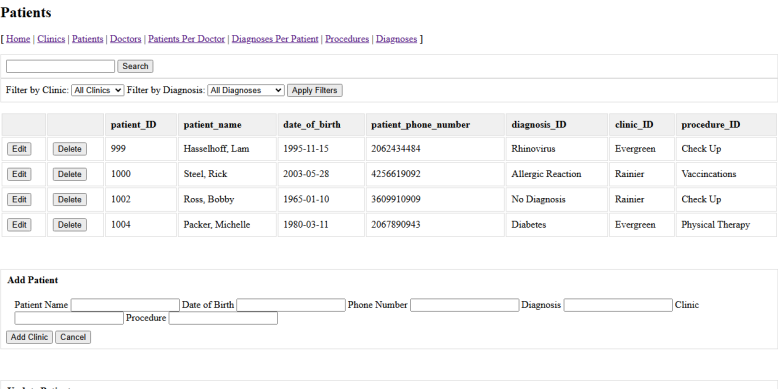 Patients
[ Home | Clinics | Patients | Doctors | Patients Per Doctor | Diagnoses Per Patient | Procedures | Diagnoses ]
Search
Filter by Clinic: All Clinics Filter by Diagnosis: All Diagnoses Apply Filters
patient_ID patient_name date_of_birth patient_phone_number diagnosis_ID clinic_ID procedure_ID
Edit Delete 999 Hasselhoff, Lam 1995-11-15 2062434484 Rhinovirus Evergreen Check Up
Edit Delete 1000 Steel, Rick 2003-05-28 4256619092 Allergic Reaction Rainier Vaccincations
Edit Delete 1002 Ross, Bobby 1965-01-10 3609910909 No Diagnosis Rainier Check Up
Edit Delete 1004 Packer, Michelle 1980-03-11 2067890943 Diabetes Evergreen Physical Therapy
Add Patient
Patient Name Date of Birth Phone Number Diagnosis Clinic
Procedure
Add Clinic Cancel